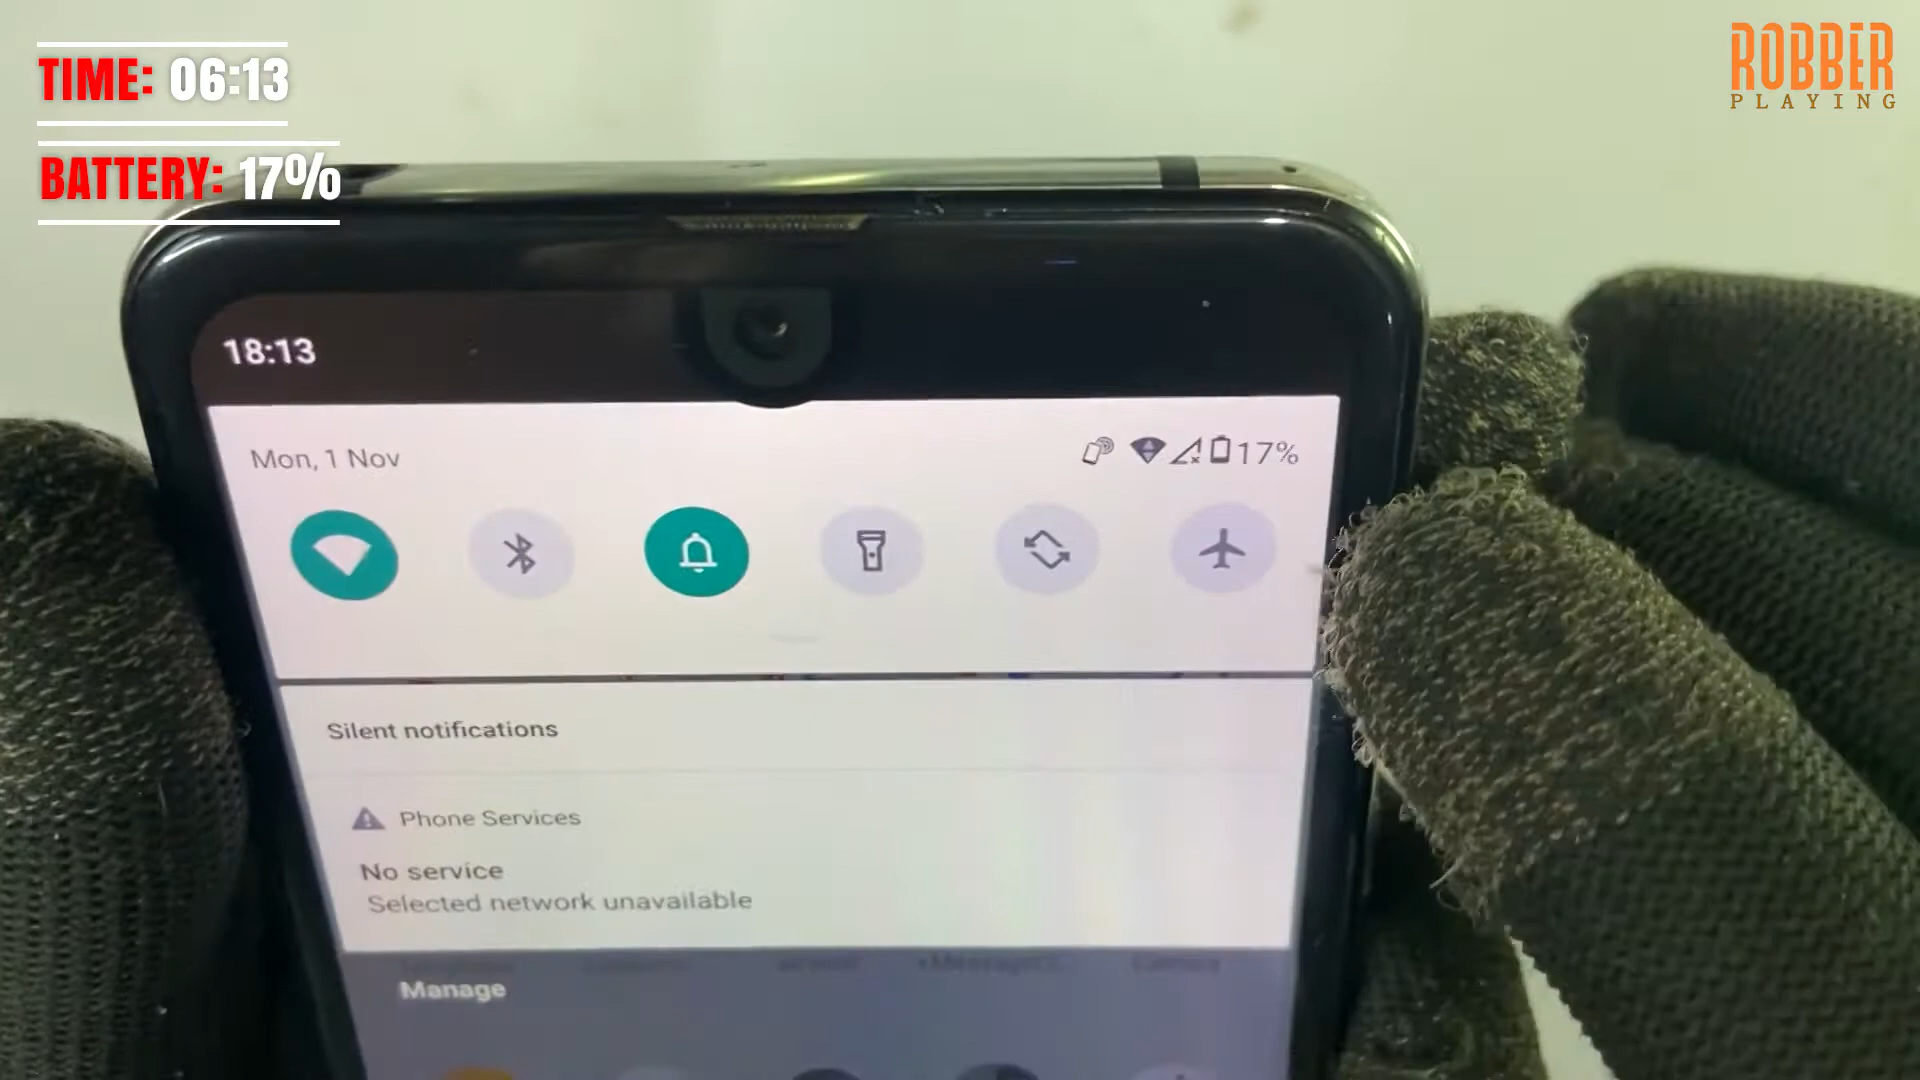 TIME: 06:13
BATTERY: 17%
ROBBER
PLAYING
18:13
Mon, 1 Nov
17%
Silent notifications
Phone Services
No service
Selected network unavailable
Manage